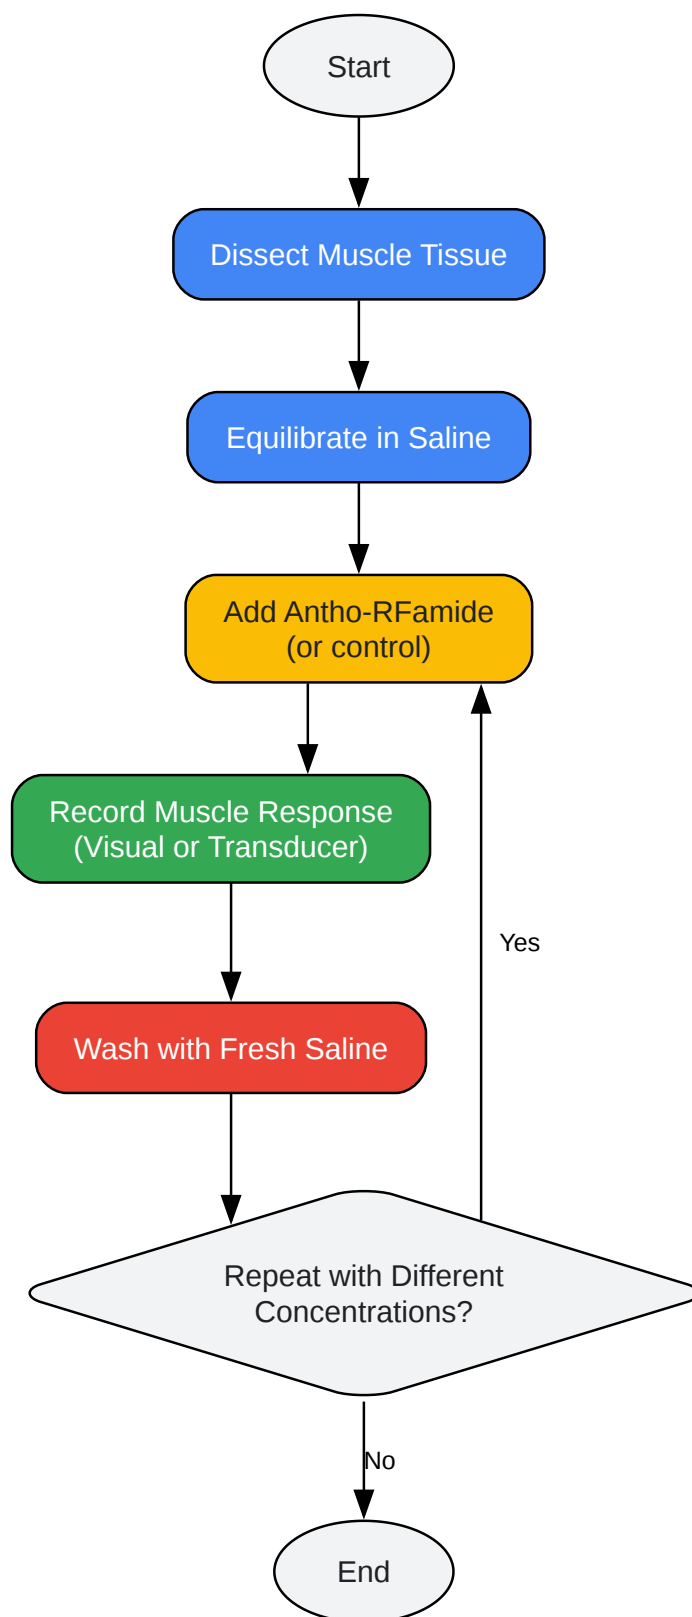 Start
Dissect Muscle Tissue
Equilibrate in Saline
Add Antho-RFamide
(or control)
Record Muscle Response
(Visual or Transducer)
Yes
Wash with Fresh Saline
Repeat with Different
Concentrations?
No
End